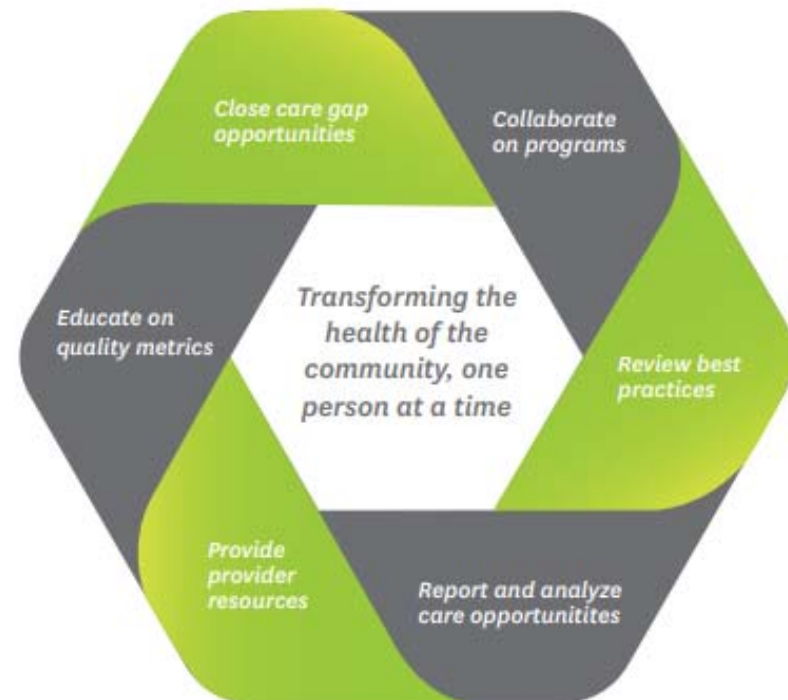 Close care gap
opportunities
Collaborate
on programs
Educate on
quality metrics
Transforming the
health of the
community, one
person at a time
Review best
practices
Provide
provider
resources
Report and analyze
care opportunitites